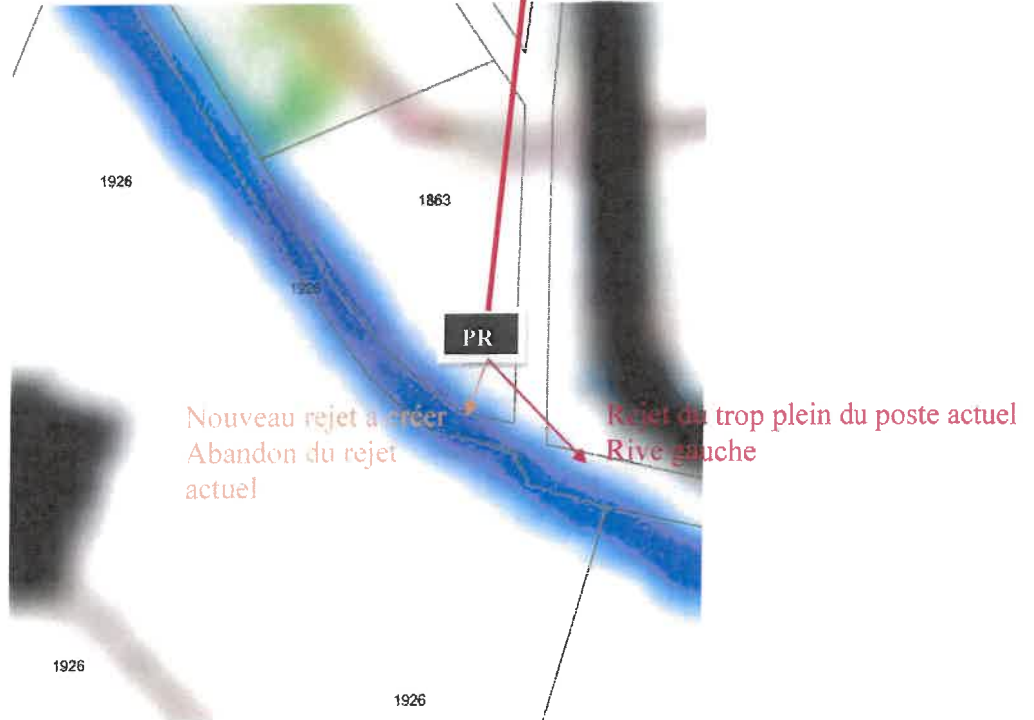 1926
1863
1926
PR
Nouveau rejet à créer
Abandon du rejet
actuel
Rejet du trop plein du poste actuel
Rive gauche
1926
1926